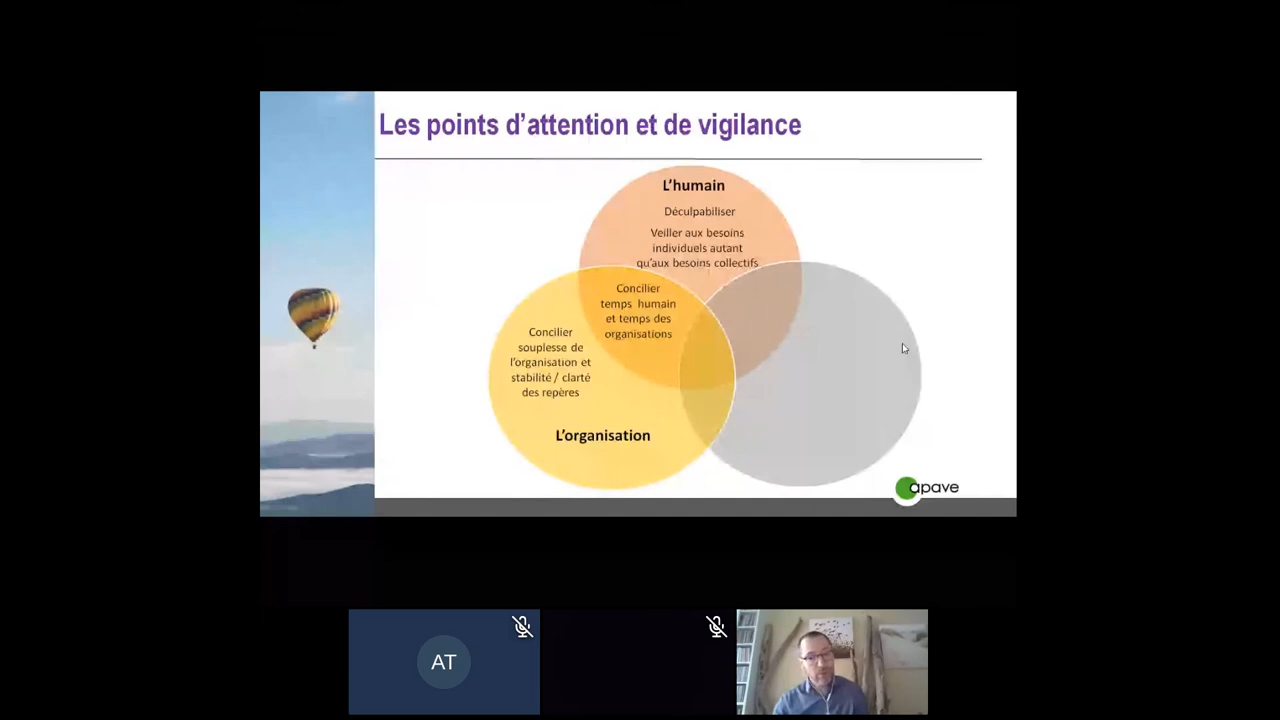 Les points d’attention et de vigilance
L’humain
Déculpabiliser
Veiller aux besoins
individuels autant
qu’aux besoins collectifs
Concilier
temps humain
et temps des
organisations
Concilier
souplesse de
l’organisation et
stabilité / clarté
des repères
L’organisation
apave
AT